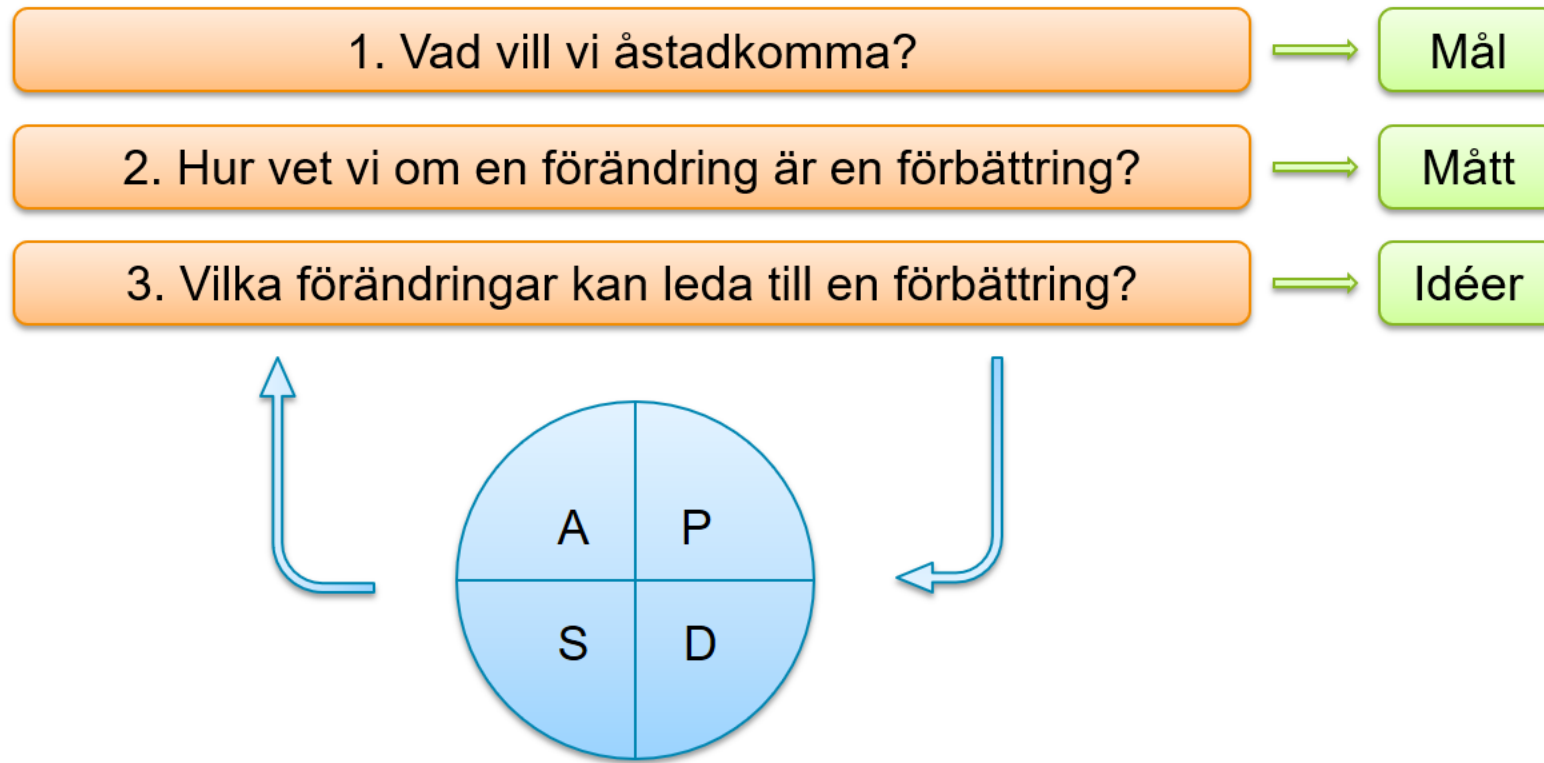 1. Vad vill vi åstadkomma?
Mål
2. Hur vet vi om en förändring är en förbättring?
Mått
3. Vilka förändringar kan leda till en förbättring?
Idéer
A
P
S
D